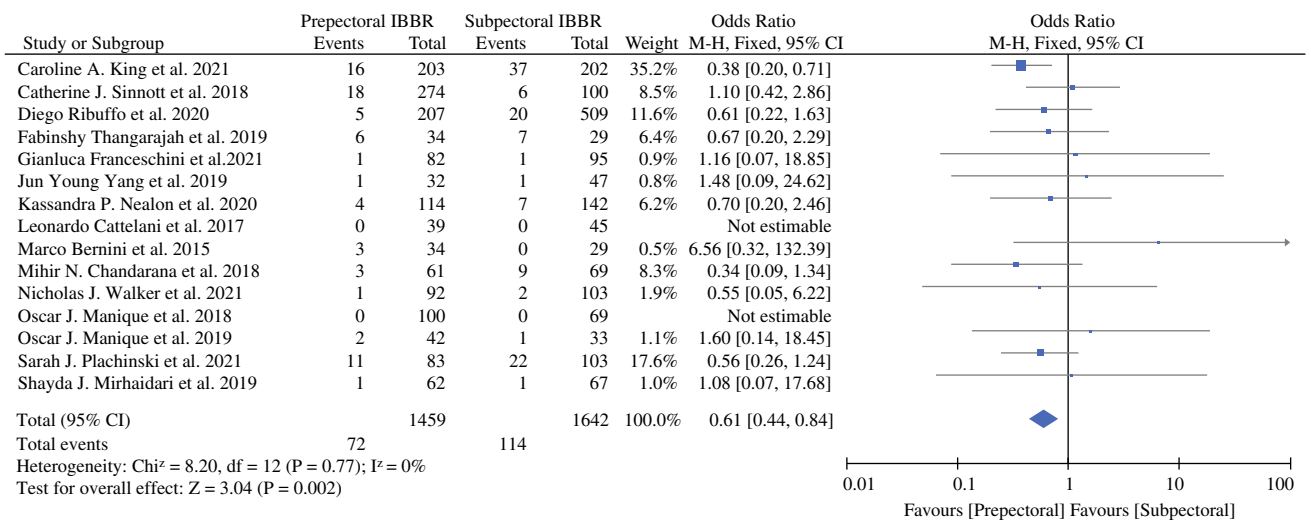 Prepectoral IBBR Subpectoral IBBR Odds Ratio Odds Ratio
Study or Subgroup Events Total Events Total Weight M-H, Fixed, 95% CI M-H, Fixed, 95% CI
Caroline A. King et al. 2021 16 203 37 202 35.2% 0.38 [0.20, 0.71]
Catherine J. Sinnott et al. 2018 18 274 6 100 8.5% 1.10 [0.42, 2.86]
Diego Ribuffo et al. 2020 5 207 20 509 11.6% 0.61 [0.22, 1.63]
Fabinshy Thangarajah et al. 2019 6 34 7 29 6.4% 0.67 [0.20, 2.29]
Gianluca Franceschini et al.2021 1 82 1 95 0.9% 1.16 [0.07, 18.85]
Jun Young Yang et al. 2019 1 32 1 47 0.8% 1.48 [0.09, 24.62]
Kassandra P. Nealon et al. 2020 4 114 7 142 6.2% 0.70 [0.20, 2.46]
Leonardo Cattelani et al. 2017 0 39 0 45 Not estimable
Marco Bernini et al. 2015 3 34 0 29 0.5% 6.56 [0.32, 132.39]
Mihir N. Chandarana et al. 2018 3 61 9 69 8.3% 0.34 [0.09, 1.34]
Nicholas J. Walker et al. 2021 1 92 2 103 1.9% 0.55 [0.05, 6.22]
Oscar J. Manique et al. 2018 0 100 0 69 Not estimable
Oscar J. Manique et al. 2019 2 42 1 33 1.1% 1.60 [0.14, 18.45]
Sarah J. Plachinski et al. 2021 11 83 22 103 17.6% 0.56 [0.26, 1.24]
Shayda J. Mirhaidari et al. 2019 1 62 1 67 1.0% 1.08 [0.07, 17.68]
Total (95% CI) 1459 1642 100.0% 0.61 [0.44, 0.84]
Total events 72 114
Heterogeneity: Chiᶻ = 8.20, df = 12 (P = 0.77); Iᶻ = 0%
Test for overall effect: Z = 3.04 (P = 0.002)
0.01 0.1 1 10 100
Favours [Prepectoral] Favours [Subpectoral]